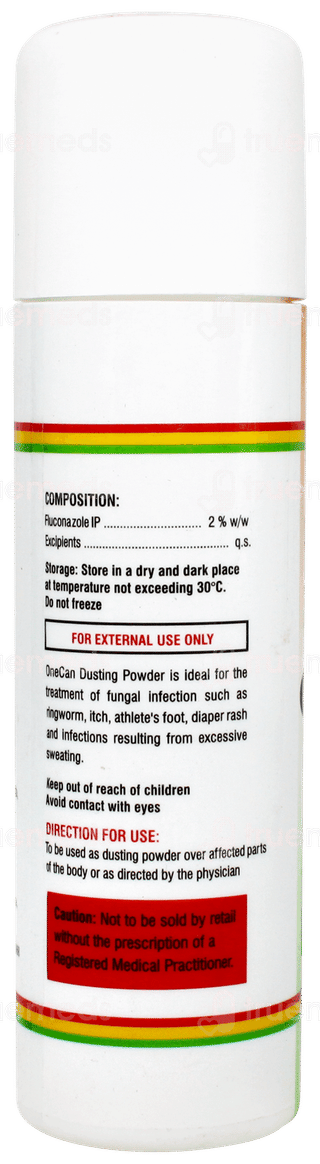 COMPOSITION:
Fluconazole IP ............................ 2 % w/w
Excipients .......................................... q.s.
Storage: Store in a dry and dark place
at temperature not exceeding 30°C.
Do not freeze
FOR EXTERNAL USE ONLY
OneCan Dusting Powder is ideal for the
treatment of fungal infection such as
ringworm, itch, athlete's foot, diaper rash
and infections resulting from excessive
sweating.
Keep out of reach of children
Avoid contact with eyes
DIRECTION FOR USE:
To be used as dusting powder over affected parts
of the body or as directed by the physician
Caution: Not to be sold by retail
without the prescription of a
Registered Medical Practitioner.
truemeds